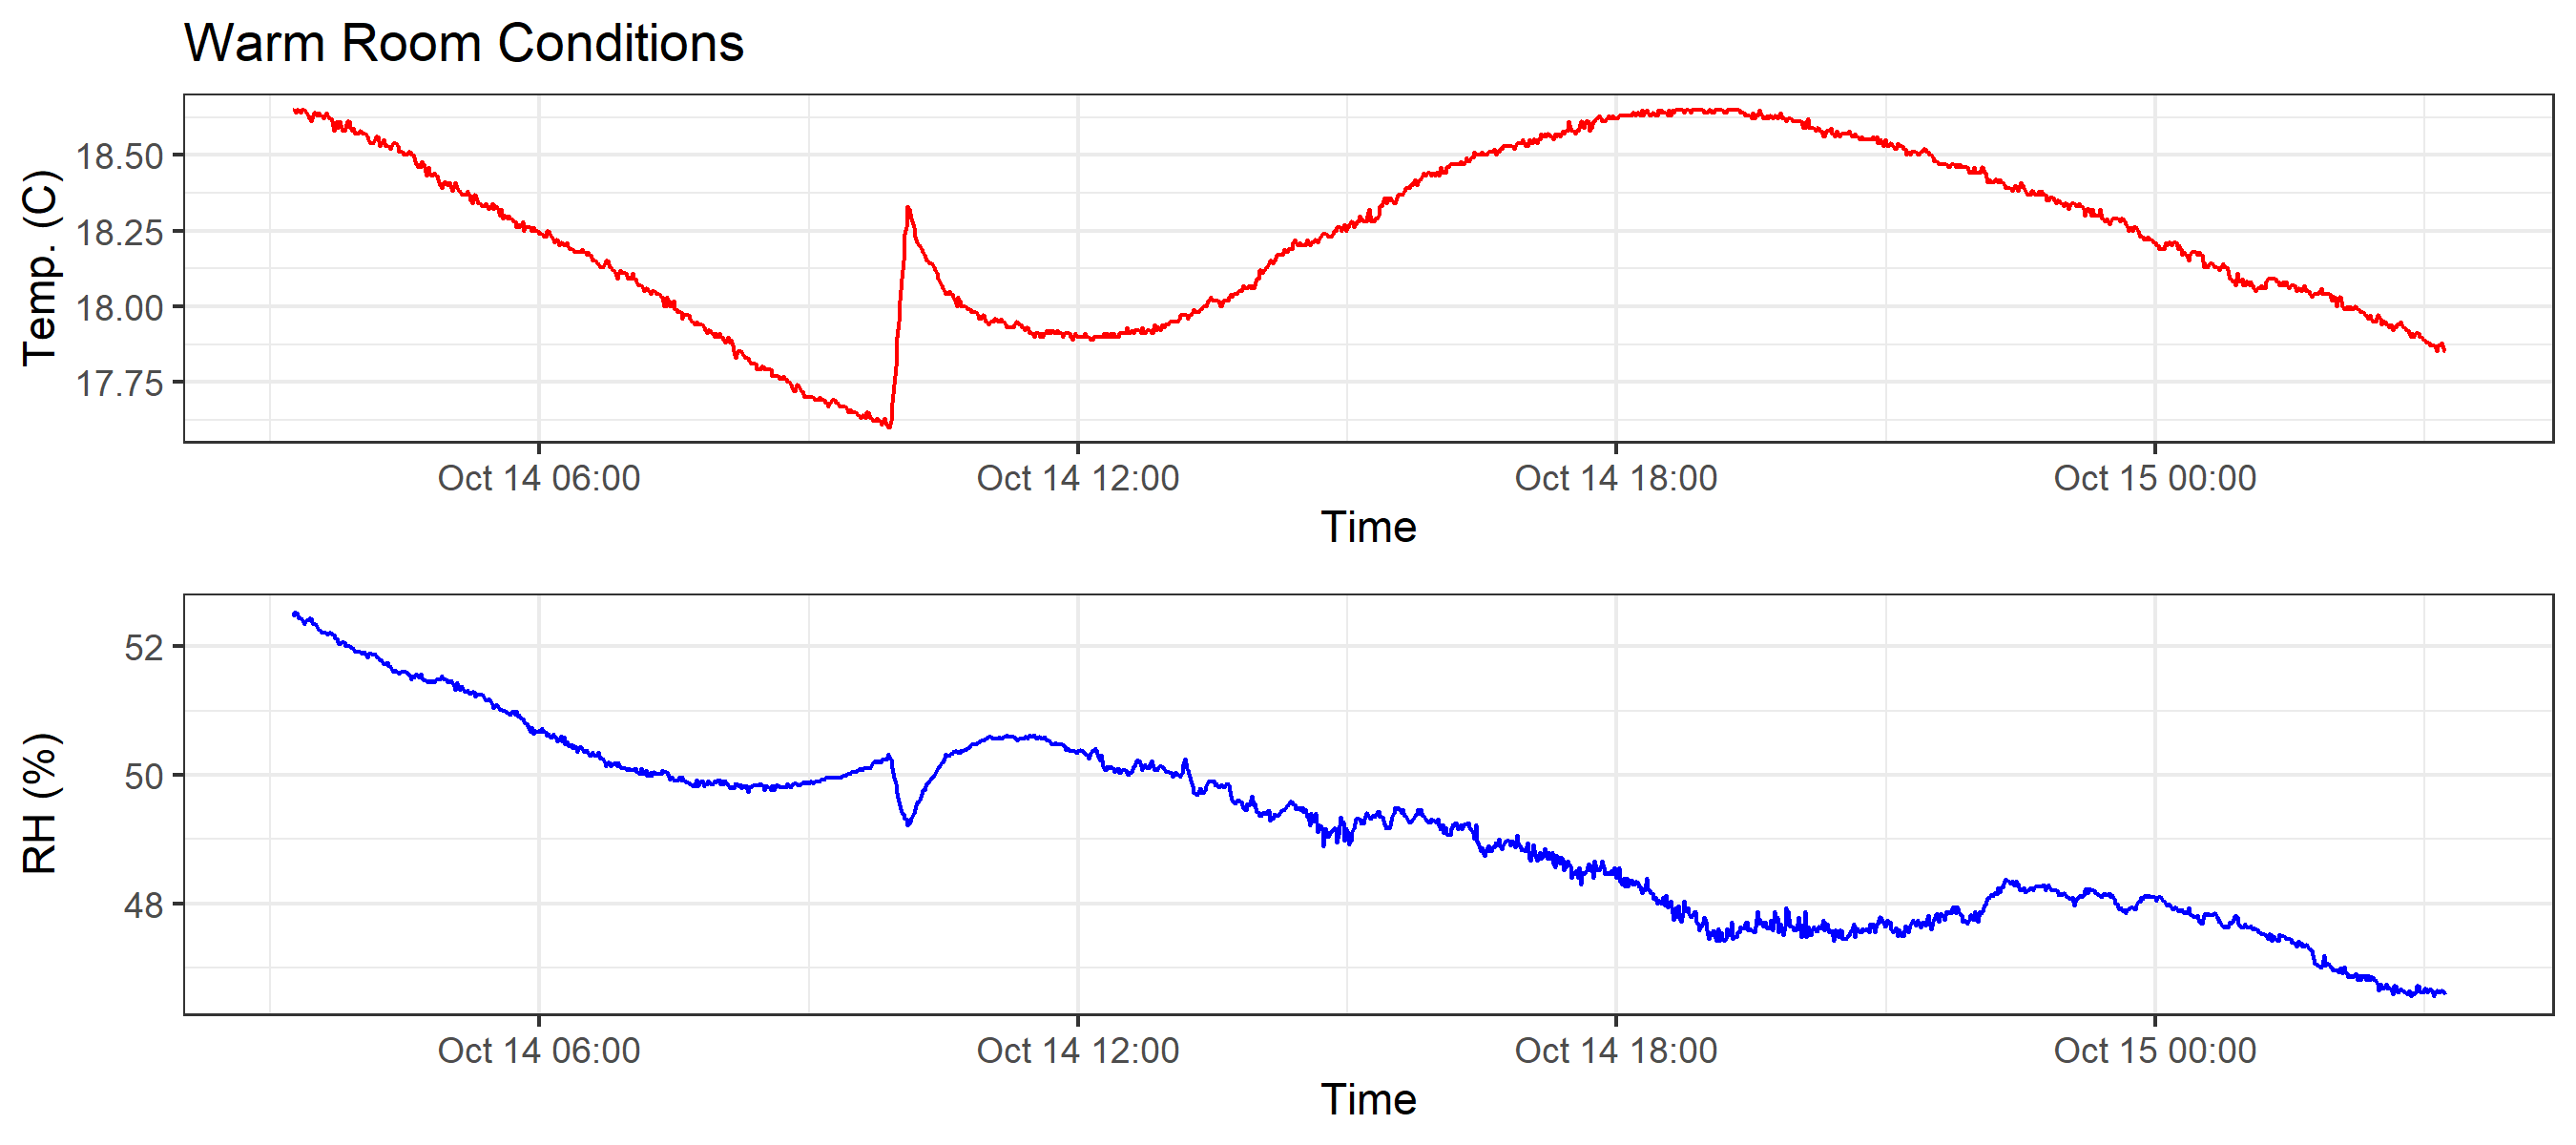 Warm Room Conditions
Temp. (C)
18.50
18.25
18.00
17.75
Oct 14 06:00 Oct 14 12:00 Oct 14 18:00 Oct 15 00:00
Time
RH (%)
52
50
48
Oct 14 06:00 Oct 14 12:00 Oct 14 18:00 Oct 15 00:00
Time